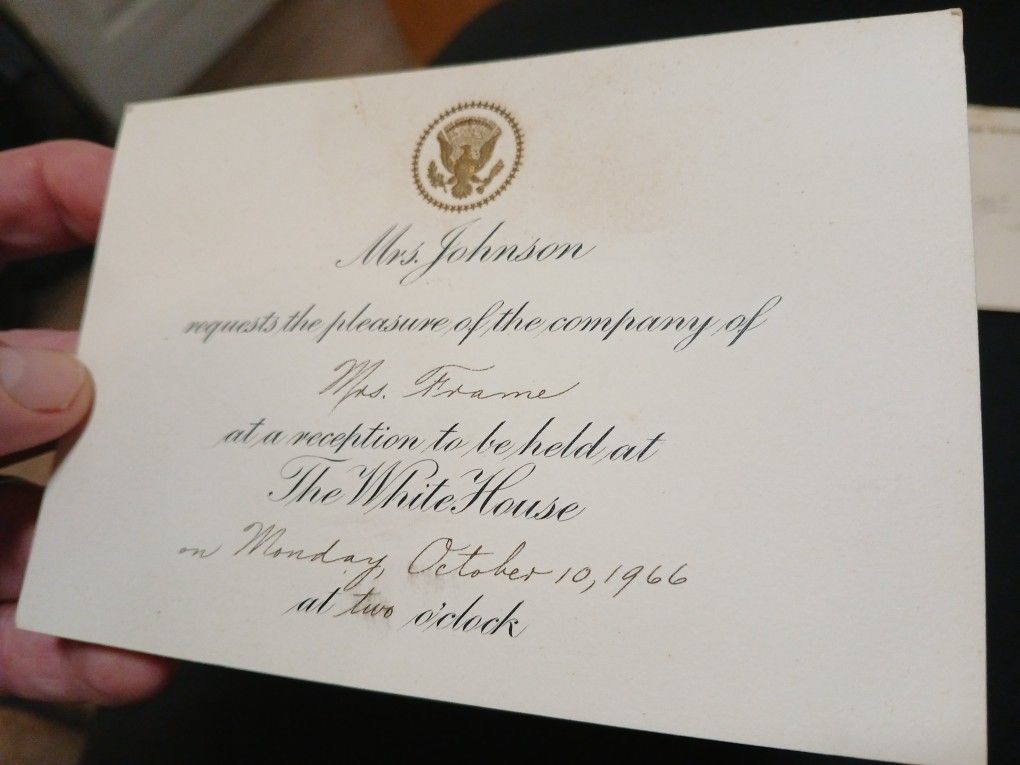 Mrs. Johnson
requests the pleasure of the company of
Mrs. Frame
at a reception to be held at
The White House
on Monday, October 10, 1966
at two o'clock